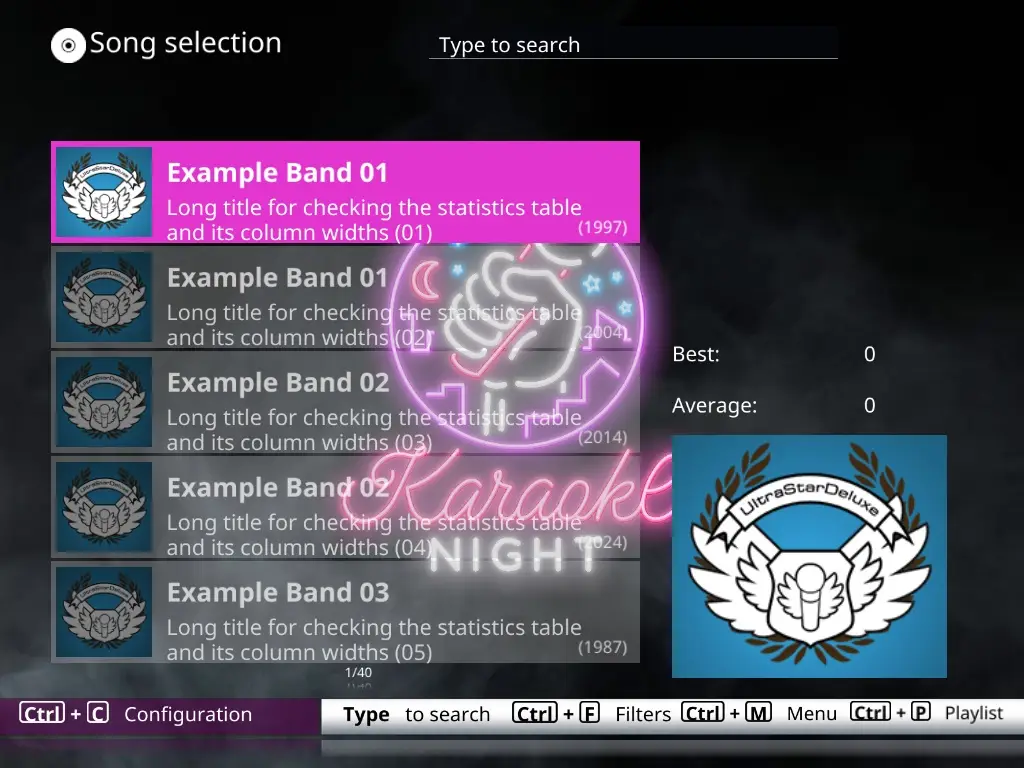 Song selection
Type to search
Example Band 01
Long title for checking the statistics table
and its column widths (01)
(1997)
Example Band 01
Long title for checking the statistics table
and its column widths (02)
(2004)
Example Band 02
Long title for checking the statistics table
and its column widths (03)
(2014)
Example Band 02
Long title for checking the statistics table
and its column widths (04)
(2024)
Example Band 03
Long title for checking the statistics table
and its column widths (05)
(1987)
1/40
Karaoke
NIGHT
Best: 0
Average: 0
UltraStarDeluxe
Ctrl + C Configuration
Type to search Ctrl + F Filters Ctrl + M Menu Ctrl + P Playlist